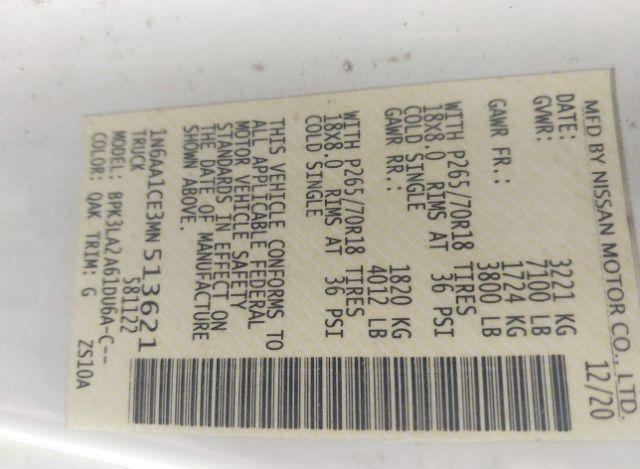 MFD BY NISSAN MOTOR CO., LTD.
DATE: 12/20
GVWR: 3221 KG
7100 LB
GAWR FR.: 1724 KG
3800 LB
WITH P265/70R18 TIRES
18X8.0 RIMS AT 36 PSI
COLD SINGLE
GAWR RR.: 1820 KG
4012 LB
WITH P265/70R18 TIRES
18X8.0 RIMS AT 36 PSI
COLD SINGLE
THIS VEHICLE CONFORMS TO
ALL APPLICABLE FEDERAL
MOTOR VEHICLE SAFETY
STANDARDS IN EFFECT ON
THE DATE OF MANUFACTURE
SHOWN ABOVE.
1N6AA1CE3MN513621
TRUCK 581122
MODEL: BPK3LA2A61DU6A-C--
COLOR: QAK TRIM: G ZS10A